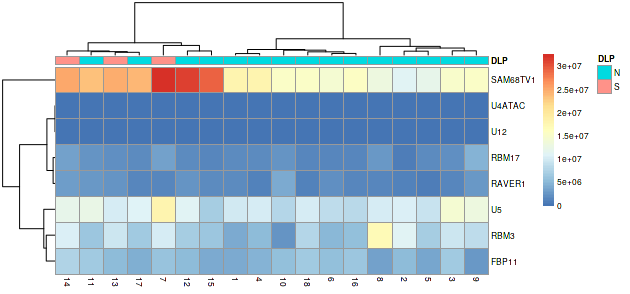 DLP
SAM68TV1
U4ATAC
U12
RBM17
RAVER1
U5
RBM3
FBP11
14 11 13 17 7 12 15 1 4 10 18 6 16 8 2 5 3 9
3e+07
2.5e+07
2e+07
1.5e+07
1e+07
5e+06
0
DLP
N
S